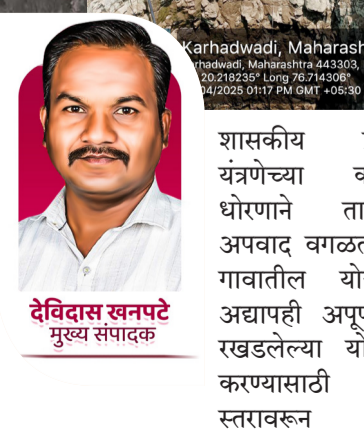 Karhadwadi, Maharash
rhadwadi, Maharashtra 443303,
20.218235° Long 76.714306°
04/2025 01:17 PM GMT +05:30
देविदास खनपटे
मुख्य संपादक
शासकीय
यंत्रणेच्या
धोरणाने ता
अपवाद वगळत
गावातील यो
अद्यापही अपू
रखडलेल्या यो
करण्यासाठी
स्तरावरून